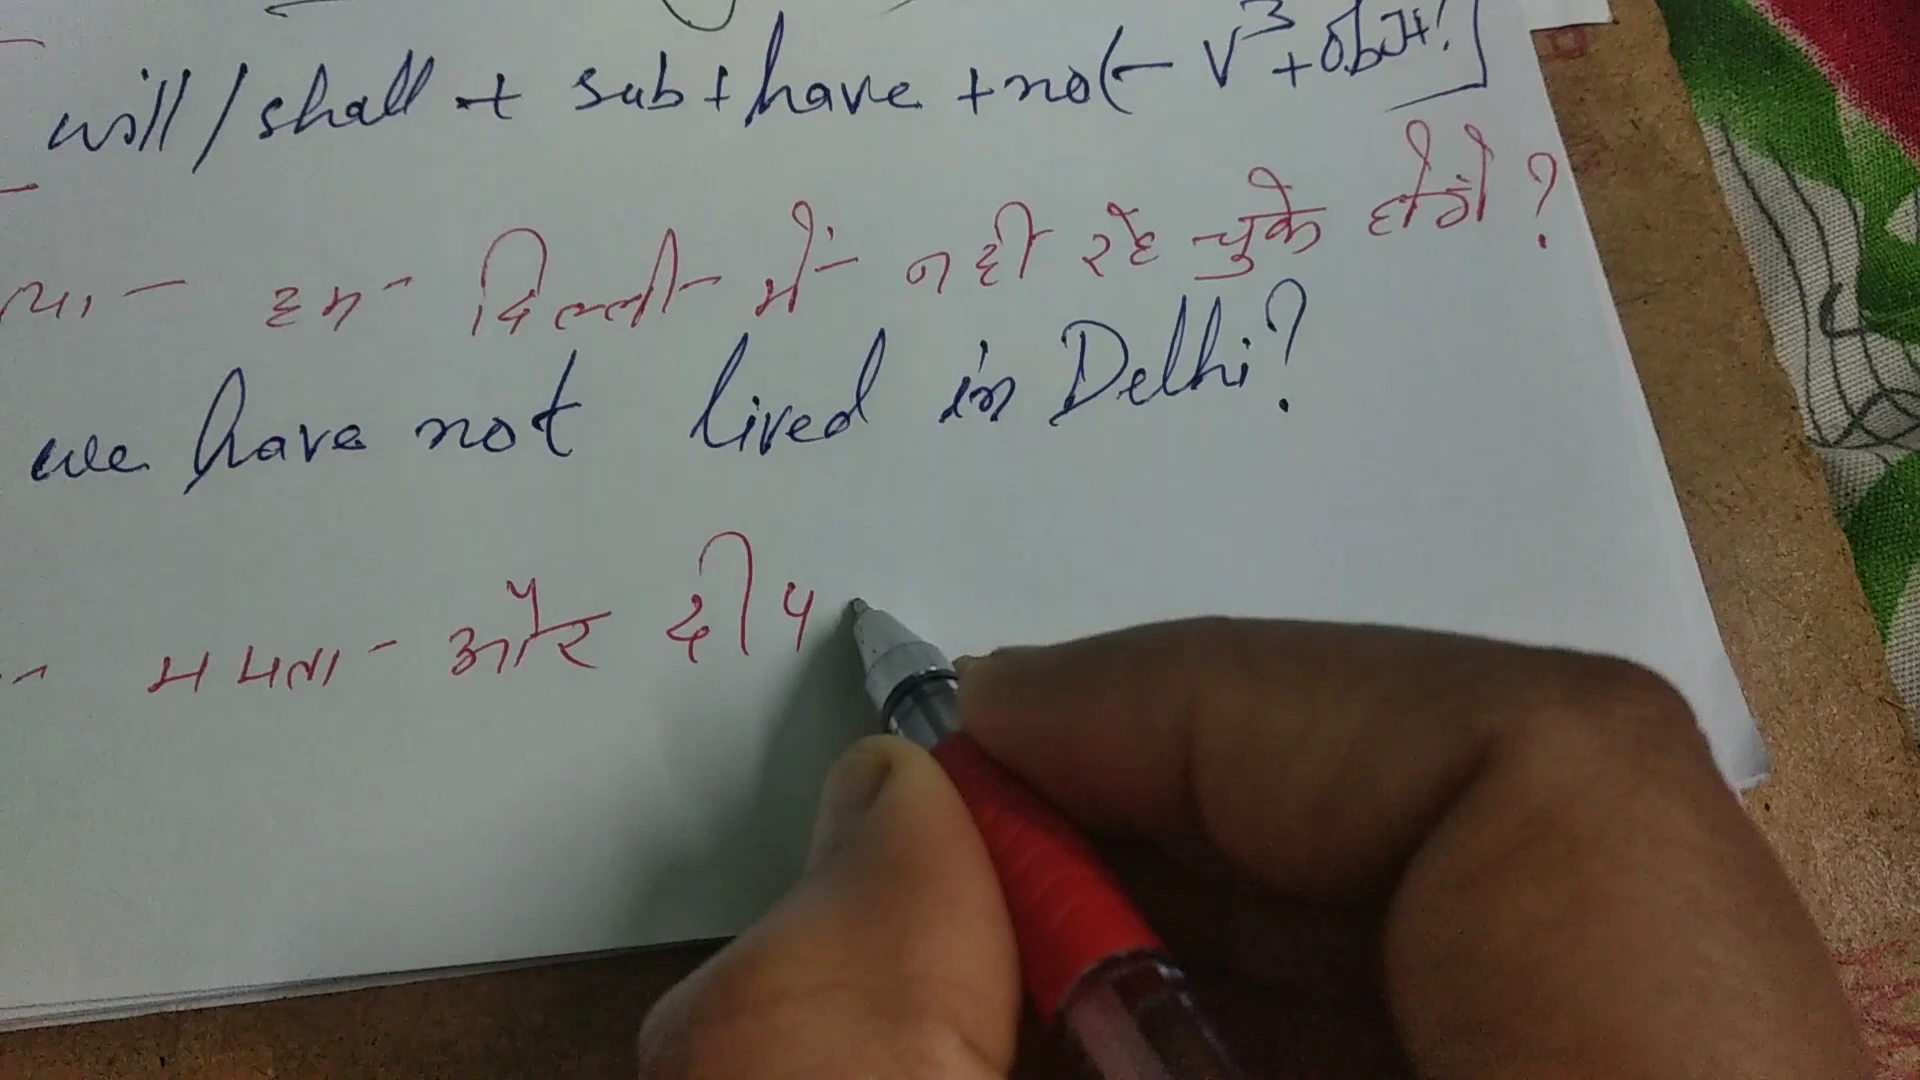 will/shall + sub + have + not - V³ + Obj+!]
या - हम - दिल्ली - में - नही रहे चुके होगें ?
we have not lived in Delhi?
- ममता - और दीप